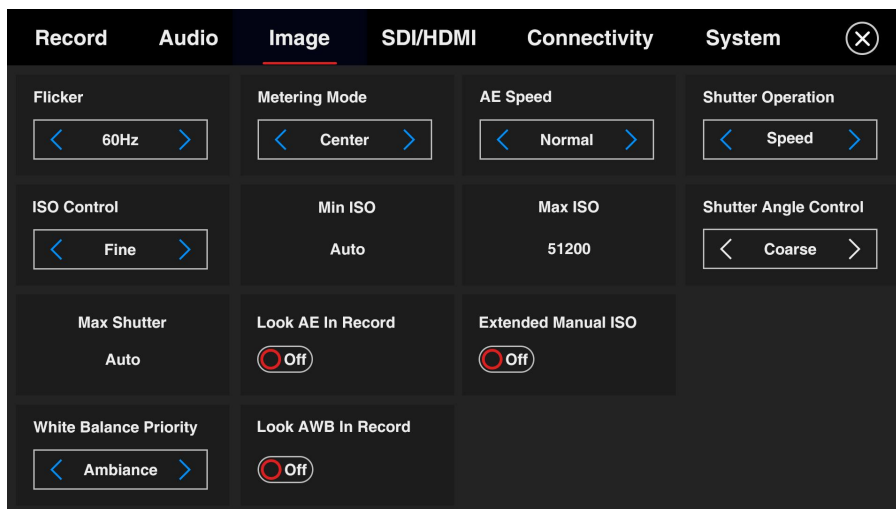 Record Audio Image SDI/HDMI Connectivity System
Flicker Metering Mode AE Speed Shutter Operation
60Hz Center Normal Speed
ISO Control Min ISO Max ISO Shutter Angle Control
Fine Auto 51200 Coarse
Max Shutter Look AE In Record Extended Manual ISO
Auto Off Off
White Balance Priority Look AWB In Record
Ambiance Off